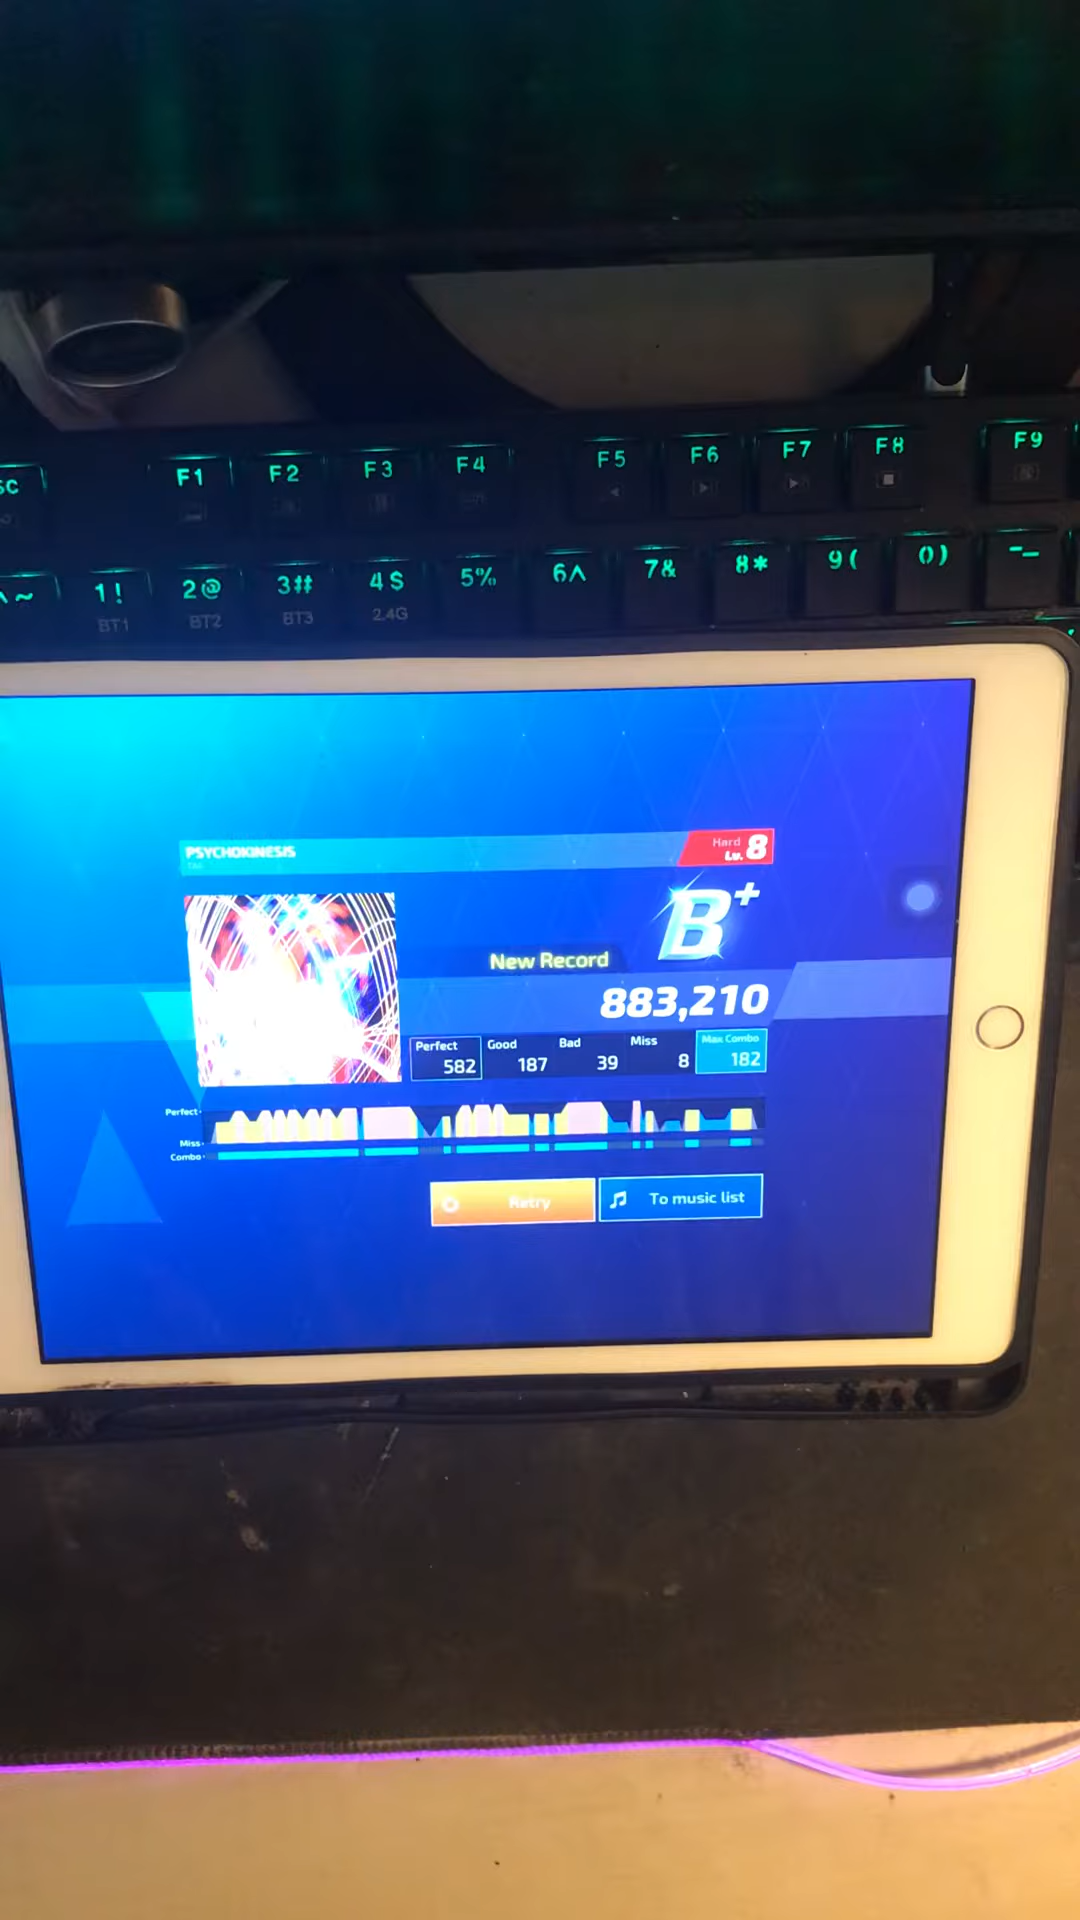 F1 F2 F3 F4 F5 F6 F7 F8 F9
~ 1! 2@ 3# 4$ 5% 6^ 7& 8* 9( 0) -_
BT1 BT2 BT3 2.4G
PSYCHOKINESIS
Hard
Lv. 8
B+
New Record
883,210
Perfect Good Bad Miss Max Combo
582 187 39 8 182
Perfect
Miss
Combo
Retry
To music list